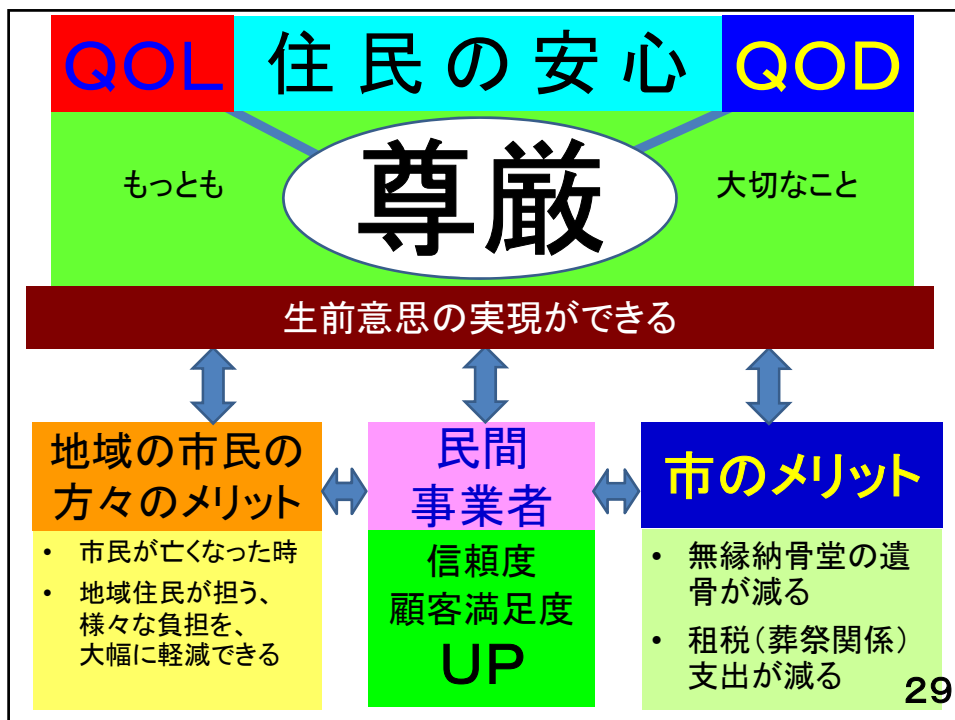 QOL 住民の安心 QOD
もっとも 尊厳 大切なこと
生前意思の実現ができる
地域の市民の
方々のメリット
• 市民が亡くなった時
• 地域住民が担う、
様々な負担を、
大幅に軽減できる
民間
事業者
信頼度
顧客満足度
UP
市のメリット
• 無縁納骨堂の遺
骨が減る
• 租税(葬祭関係)
支出が減る
29